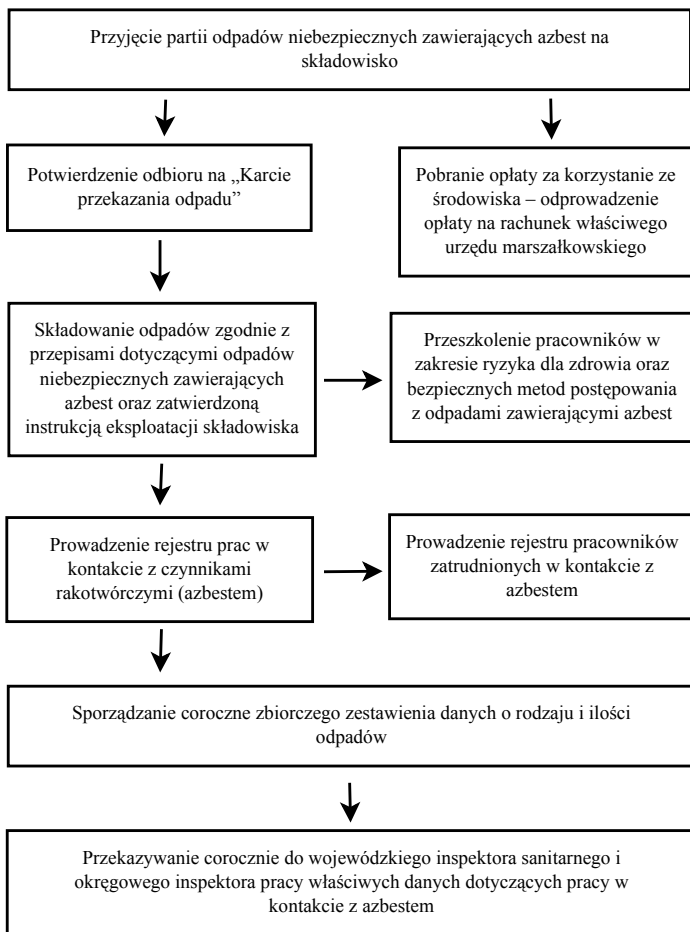 Przyjęcie partii odpadów niebezpiecznych zawierających azbest na
składowisko
Potwierdzenie odbioru na „Karcie
przekazania odpadu”
Pobranie opłaty za korzystanie ze
środowiska – odprowadzenie
opłaty na rachunek właściwego
urzędu marszałkowskiego
Składowanie odpadów zgodnie z
przepisami dotyczącymi odpadów
niebezpiecznych zawierających
azbest oraz zatwierdzoną
instrukcją eksploatacji składowiska
Przeszkolenie pracowników w
zakresie ryzyka dla zdrowia oraz
bezpiecznych metod postępowania
z odpadami zawierającymi azbest
Prowadzenie rejestru prac w
kontakcie z czynnikami
rakotwórczymi (azbestem)
Prowadzenie rejestru pracowników
zatrudnionych w kontakcie z
azbestem
Sporządzanie coroczne zbiorczego zestawienia danych o rodzaju i ilości
odpadów
Przekazywanie corocznie do wojewódzkiego inspektora sanitarnego i
okręgowego inspektora pracy właściwych danych dotyczących pracy w
kontakcie z azbestem